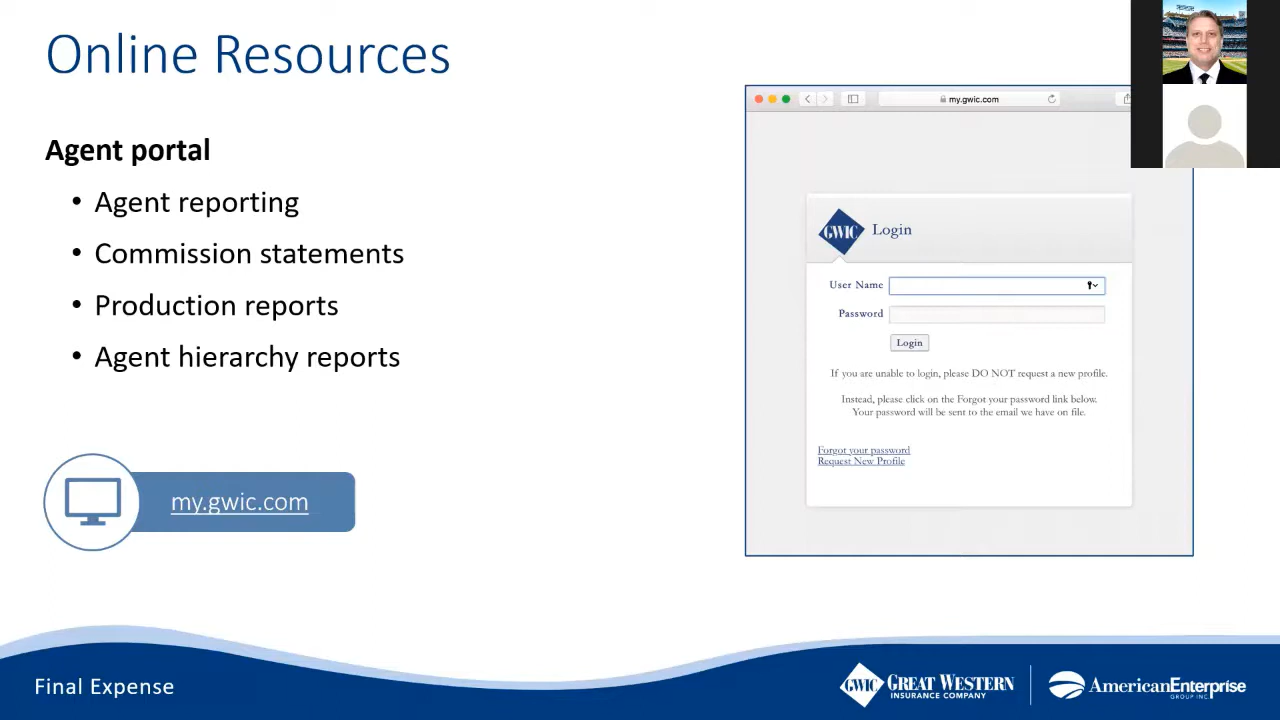 Online Resources
Agent portal
• Agent reporting
• Commission statements
• Production reports
• Agent hierarchy reports
my.gwic.com
my.gwic.com
GWIC Login
User Name
Password
Login
If you are unable to login, please DO NOT request a new profile.
Instead, please click on the Forgot your password link below.
Your password will be sent to the email we have on file.
Forgot your password
Request New Profile
Final Expense
GWIC GREAT WESTERN
INSURANCE COMPANY
AmericanEnterprise
GROUP INC